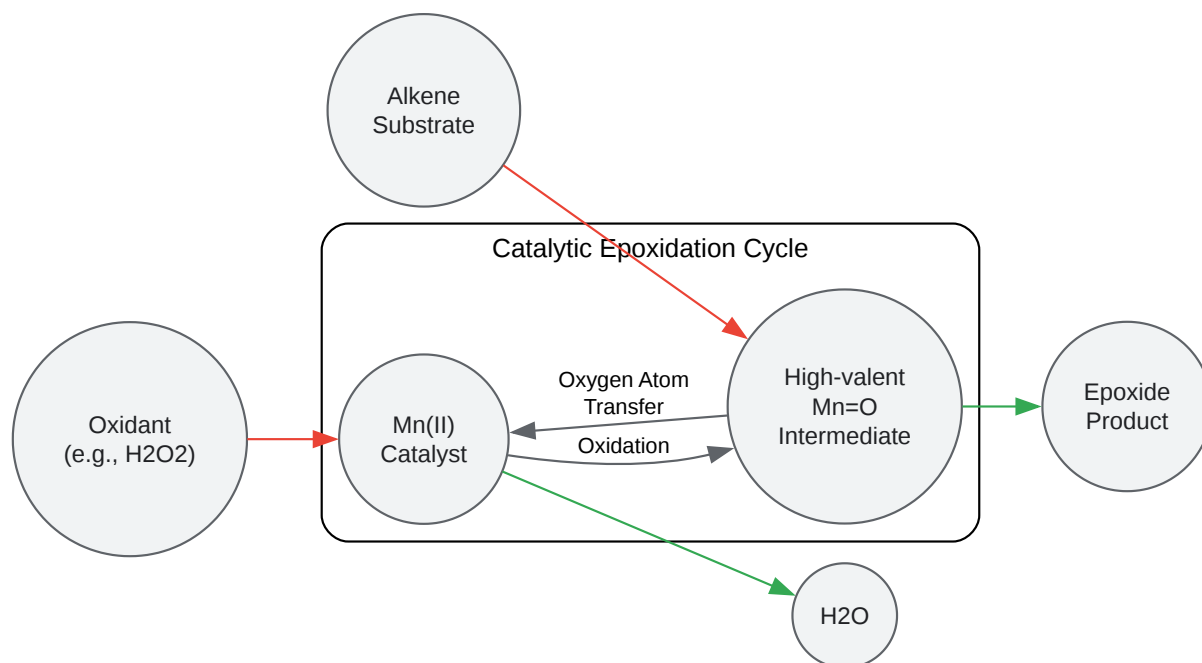 Alkene
Substrate
Catalytic Epoxidation Cycle
Oxidant
(e.g., H2O2)
Mn(II)
Catalyst
Oxygen Atom
Transfer
Oxidation
High-valent
Mn=O
Intermediate
Epoxide
Product
H2O